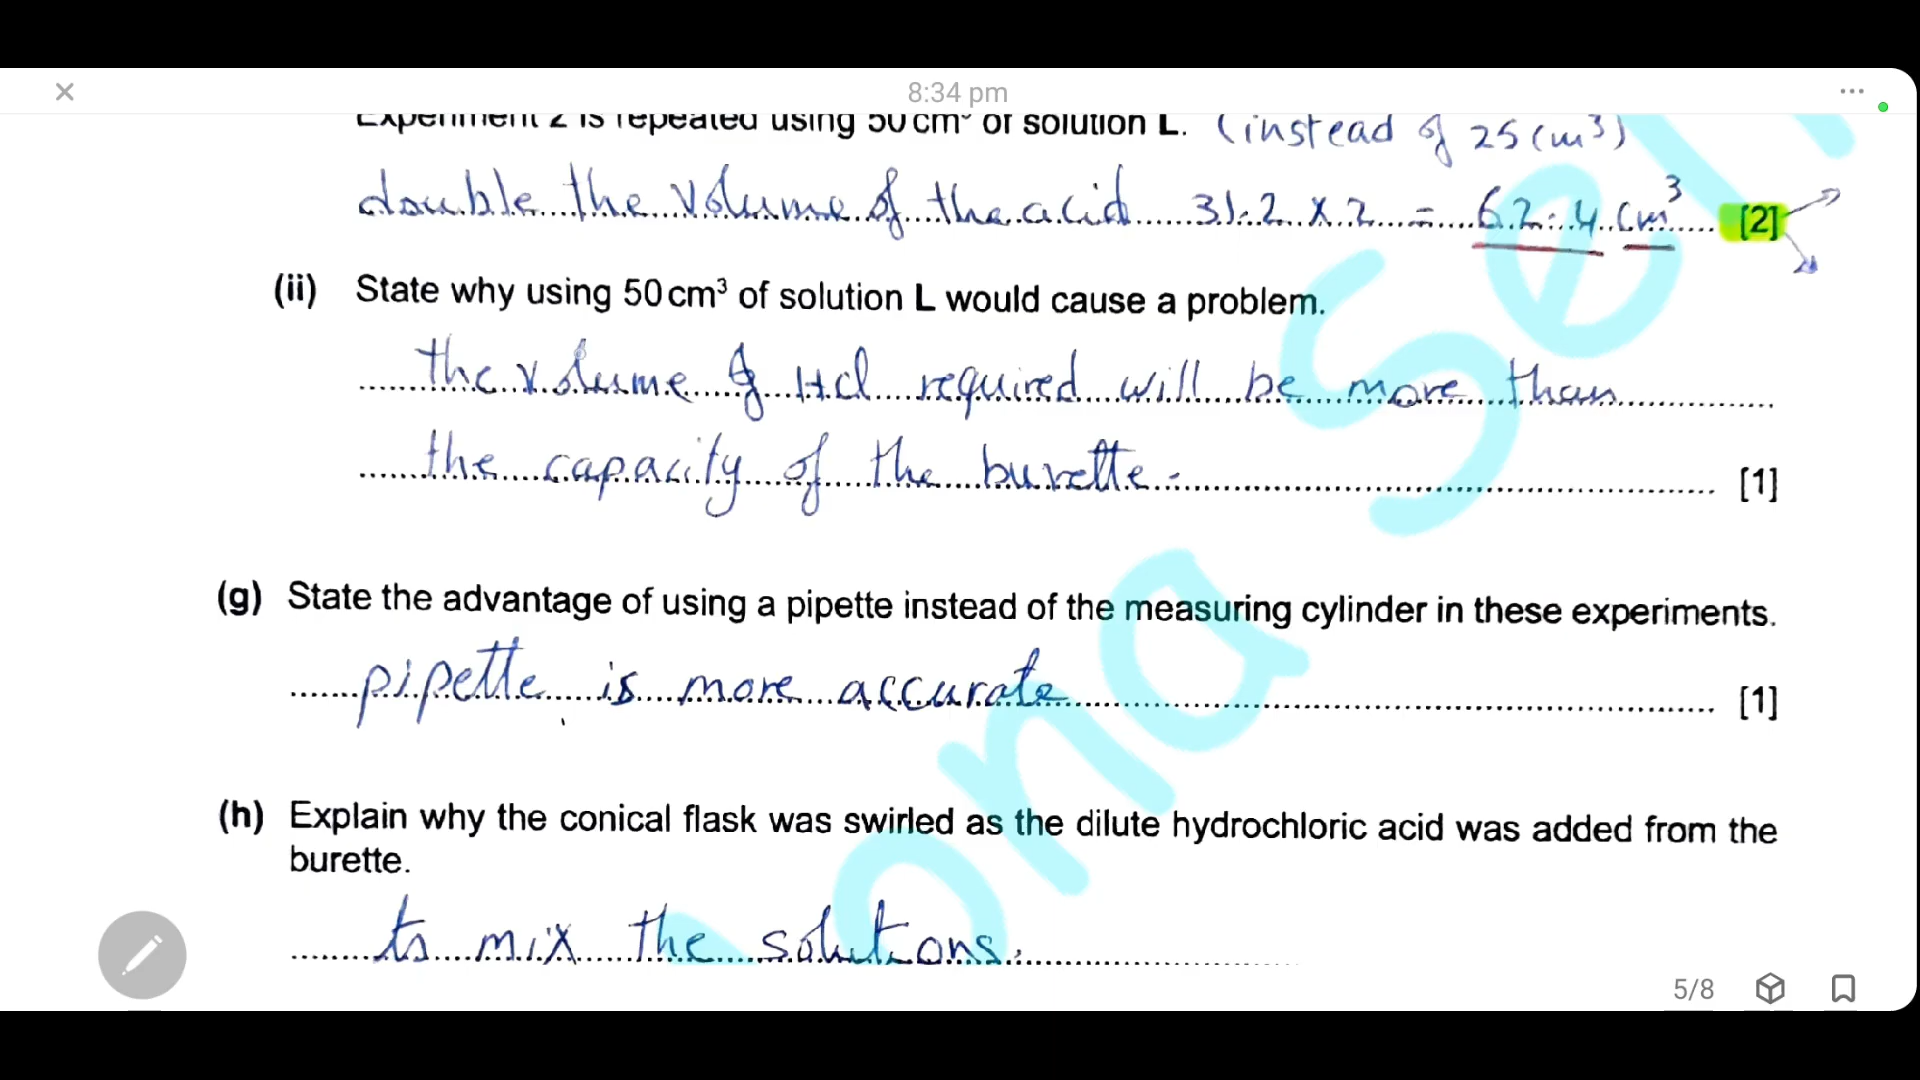 8:34 pm
Experiment 2 is repeated using 50 cm³ of solution L. (instead of 25 cm³)
double the volume of the acid 31.2 x 2 = 62.4 cm³ [2]
(ii) State why using 50 cm³ of solution L would cause a problem.
the volume of Hcl required will be more than
the capacity of the burette. [1]
(g) State the advantage of using a pipette instead of the measuring cylinder in these experiments.
pipette is more accurate [1]
(h) Explain why the conical flask was swirled as the dilute hydrochloric acid was added from the
burette.
to mix the solutions.
5/8